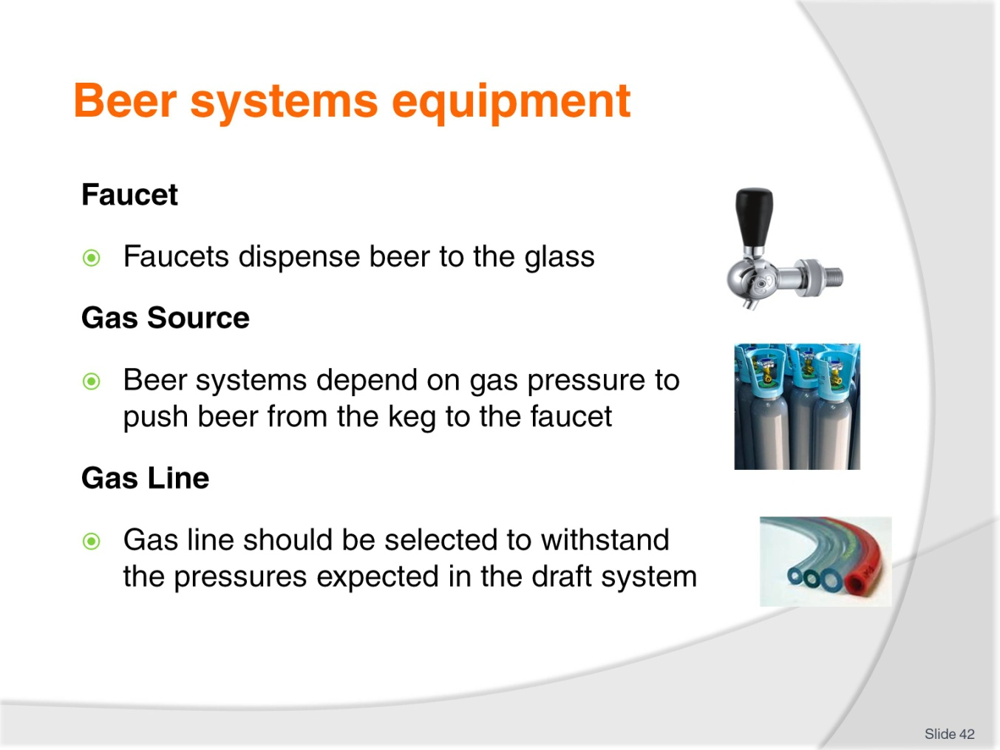 Beer systems equipment
Faucet
Faucets dispense beer to the glass
Gas Source
Beer systems depend on gas pressure to
push beer from the keg to the faucet
Gas Line
Gas line should be selected to withstand
the pressures expected in the draft system
Slide 42